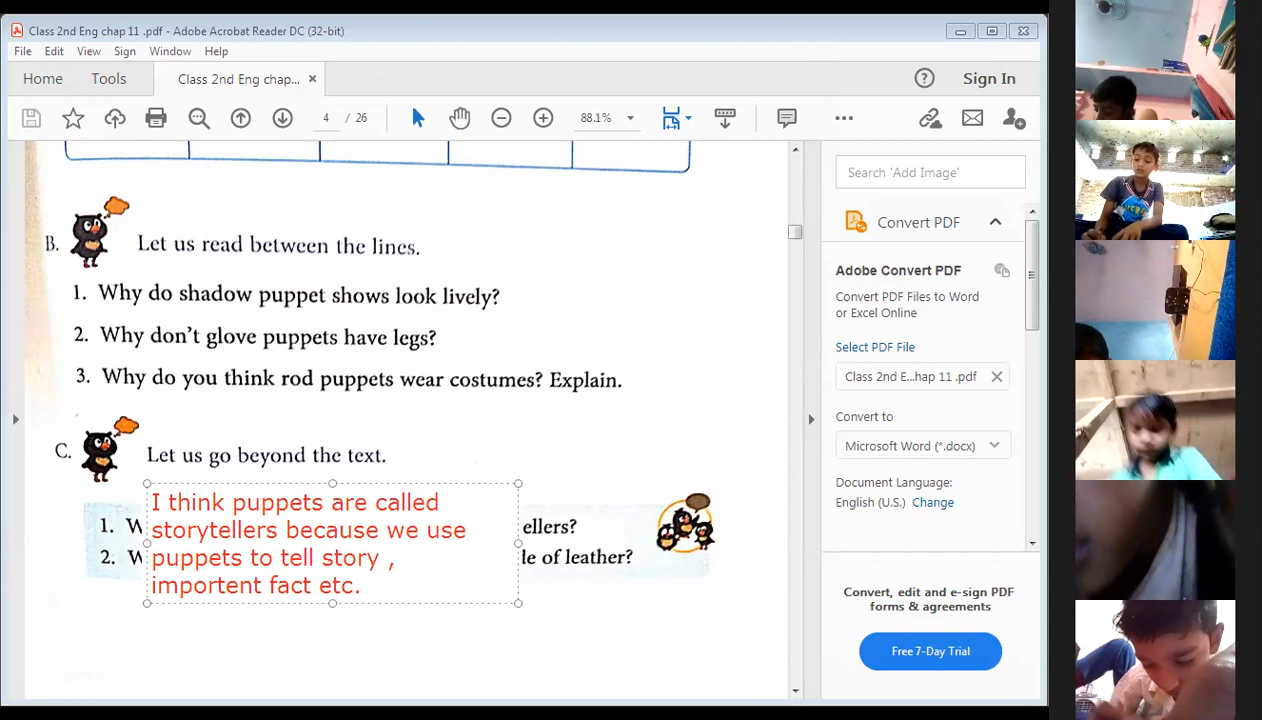 Class 2nd Eng chap 11 .pdf - Adobe Acrobat Reader DC (32-bit)
File Edit View Sign Window Help
Home Tools Class 2nd Eng chap... × Sign In
4 / 26 88.1%
B. Let us read between the lines.
1. Why do shadow puppet shows look lively?
2. Why don't glove puppets have legs?
3. Why do you think rod puppets wear costumes? Explain.
C. Let us go beyond the text.
I think puppets are called
storytellers because we use
puppets to tell story ,
importent fact etc.
1. W ellers?
2. W le of leather?
Search 'Add Image'
Convert PDF
Adobe Convert PDF
Convert PDF Files to Word
or Excel Online
Select PDF File
Class 2nd E...hap 11 .pdf
Convert to
Microsoft Word (*.docx)
Document Language:
English (U.S.) Change
Convert, edit and e-sign PDF
forms & agreements
Free 7-Day Trial